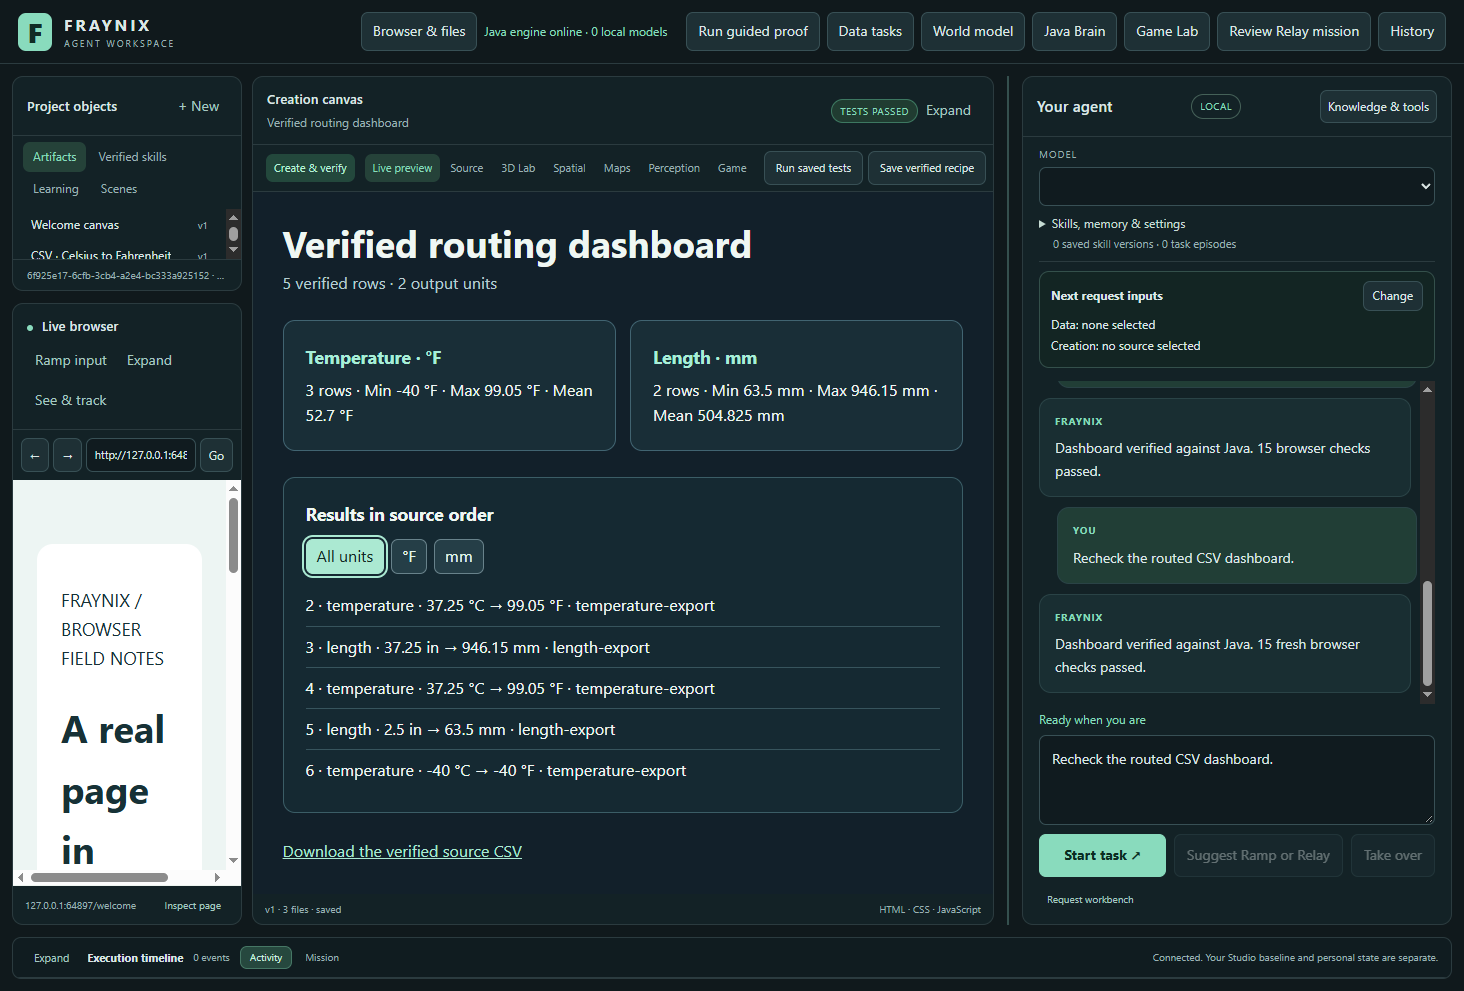 F
FRAYNIX
AGENT WORKSPACE
Browser & files
Java engine online · 0 local models
Run guided proof
Data tasks
World model
Java Brain
Game Lab
Review Relay mission
History
Project objects
+ New
Artifacts
Verified skills
Learning
Scenes
Welcome canvas
v1
CSV · Celsius to Fahrenheit
v1
6f925e17-6cfb-3cb4-a2e4-bc333a925152 · ...
Live browser
Ramp input
Expand
See & track
←
→
http://127.0.0.1:648
Go
FRAYNIX /
BROWSER
FIELD NOTES
A real
page
in
127.0.0.1:64897/welcome
Inspect page
Creation canvas
Verified routing dashboard
TESTS PASSED
Expand
Create & verify
Live preview
Source
3D Lab
Spatial
Maps
Perception
Game
Run saved tests
Save verified recipe
Verified routing dashboard
5 verified rows · 2 output units
Temperature · °F
3 rows · Min -40 °F · Max 99.05 °F · Mean
52.7 °F
Length · mm
2 rows · Min 63.5 mm · Max 946.15 mm ·
Mean 504.825 mm
Results in source order
All units
°F
mm
2 · temperature · 37.25 °C → 99.05 °F · temperature-export
3 · length · 37.25 in → 946.15 mm · length-export
4 · temperature · 37.25 °C → 99.05 °F · temperature-export
5 · length · 2.5 in → 63.5 mm · length-export
6 · temperature · -40 °C → -40 °F · temperature-export
Download the verified source CSV
v1 · 3 files · saved
HTML · CSS · JavaScript
Your agent
LOCAL
Knowledge & tools
MODEL
Skills, memory & settings
0 saved skill versions · 0 task episodes
Next request inputs
Change
Data: none selected
Creation: no source selected
FRAYNIX
Dashboard verified against Java. 15 browser checks
passed.
YOU
Recheck the routed CSV dashboard.
FRAYNIX
Dashboard verified against Java. 15 fresh browser
checks passed.
Ready when you are
Recheck the routed CSV dashboard.
Start task ↗
Suggest Ramp or Relay
Take over
Request workbench
Expand
Execution timeline
0 events
Activity
Mission
Connected. Your Studio baseline and personal state are separate.